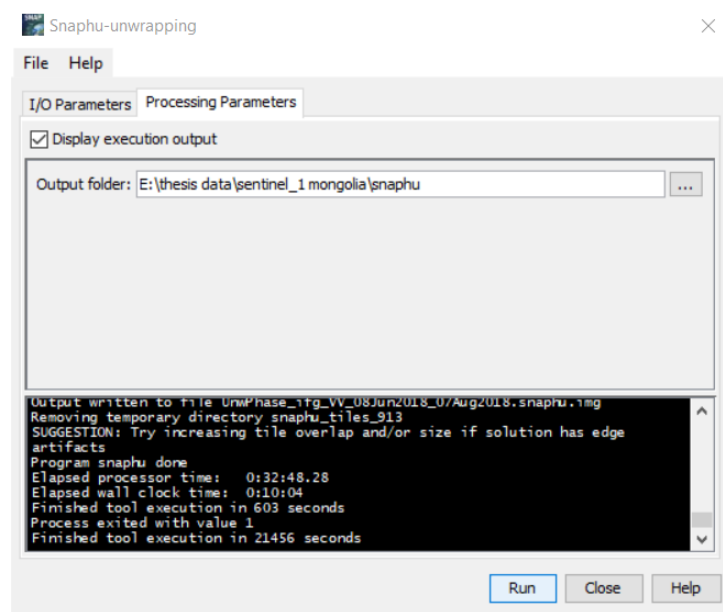 SNAP
Snaphu-unwrapping
File Help
I/O Parameters Processing Parameters
Display execution output
Output folder: E:\thesis data\sentinel_1 mongolia\snaphu ...
Output written to file UnwPhase_ifg_VV_08Jun2018_07Aug2018.snaphu.img
Removing temporary directory snaphu_tiles_913
SUGGESTION: Try increasing tile overlap and/or size if solution has edge
artifacts
Program snaphu done
Elapsed processor time: 0:32:48.28
Elapsed wall clock time: 0:10:04
Finished tool execution in 603 seconds
Process exited with value 1
Finished tool execution in 21456 seconds
Run Close Help